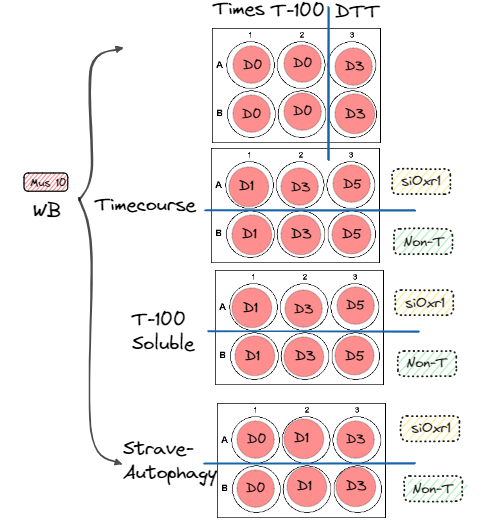 Times T-100 DTT
1 2 3
A D0 D0 D3
B D0 D0 D3
Mus 10
WB
Timecourse
1 2 3
A D1 D3 D5 siOxr1
B D1 D3 D5 Non-T
T-100
Soluble
1 2 3
A D1 D3 D5 siOxr1
B D1 D3 D5 Non-T
Strave-
Autophagy
1 2 3
A D0 D1 D3 siOxr1
B D0 D1 D3 Non-T